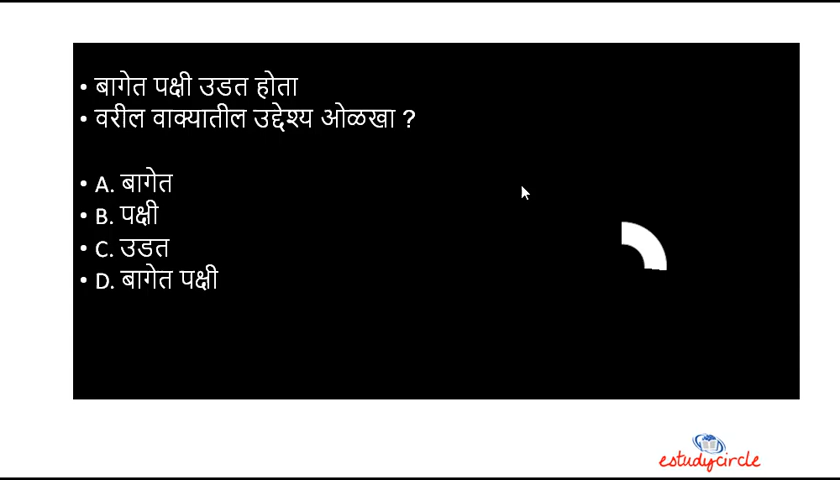 • बागेत पक्षी उडत होता
• वरील वाक्यातील उद्देश्य ओळखा ?
• A. बागेत
• B. पक्षी
• C. उडत
• D. बागेत पक्षी
estudycircle